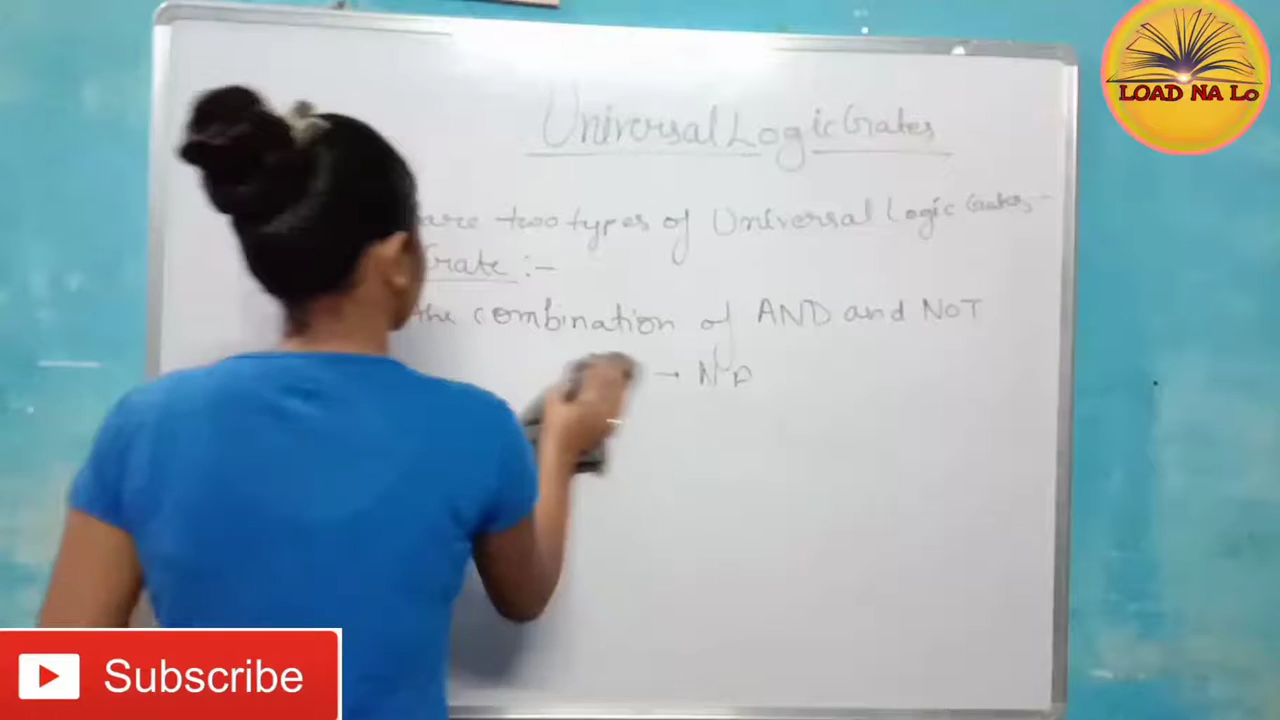 Universal Logic Gates
are two types of Universal Logic Gates,-
Gate :-
the combination of AND and NOT
→ NA
LOAD NA Lo
Subscribe